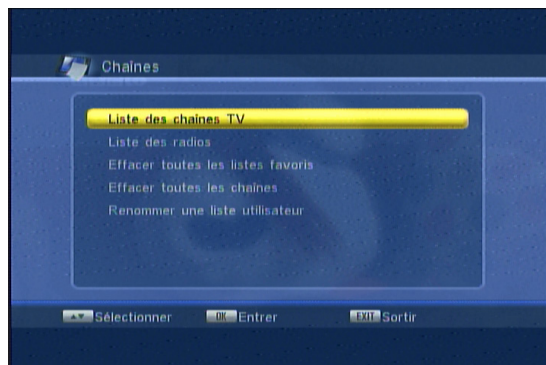 Chaînes
Liste des chaînes TV
Liste des radios
Effacer toutes les listes favoris
Effacer toutes les chaînes
Renommer une liste utilisateur
Sélectionner OK Entrer EXIT Sortir